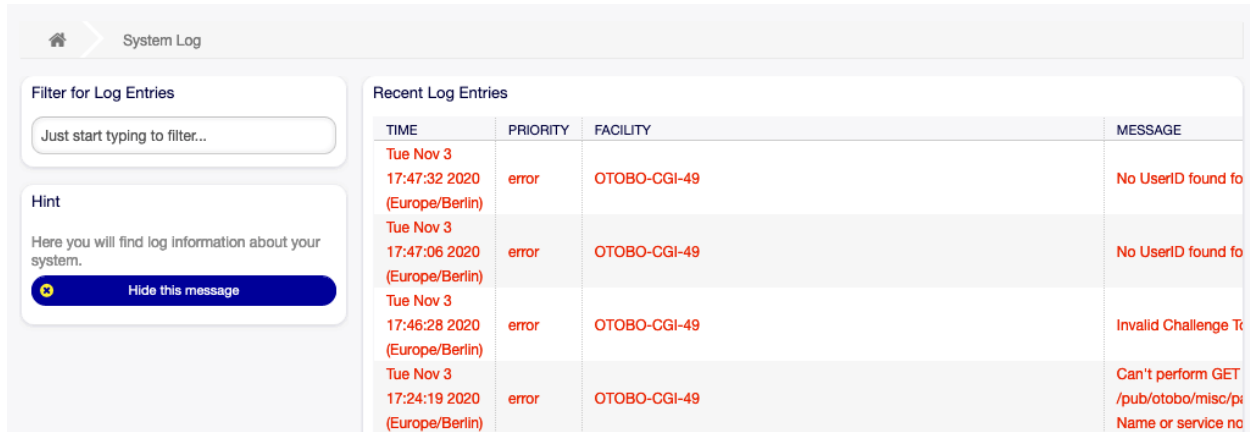 System Log
Filter for Log Entries
Just start typing to filter...
Hint
Here you will find log information about your
system.
Hide this message
Recent Log Entries
TIME PRIORITY FACILITY MESSAGE
Tue Nov 3
17:47:32 2020 error OTOBO-CGI-49 No UserID found fo
(Europe/Berlin)
Tue Nov 3
17:47:06 2020 error OTOBO-CGI-49 No UserID found fo
(Europe/Berlin)
Tue Nov 3
17:46:28 2020 error OTOBO-CGI-49 Invalid Challenge To
(Europe/Berlin)
Tue Nov 3 Can't perform GET
17:24:19 2020 error OTOBO-CGI-49 /pub/otobo/misc/pa
(Europe/Berlin) Name or service no